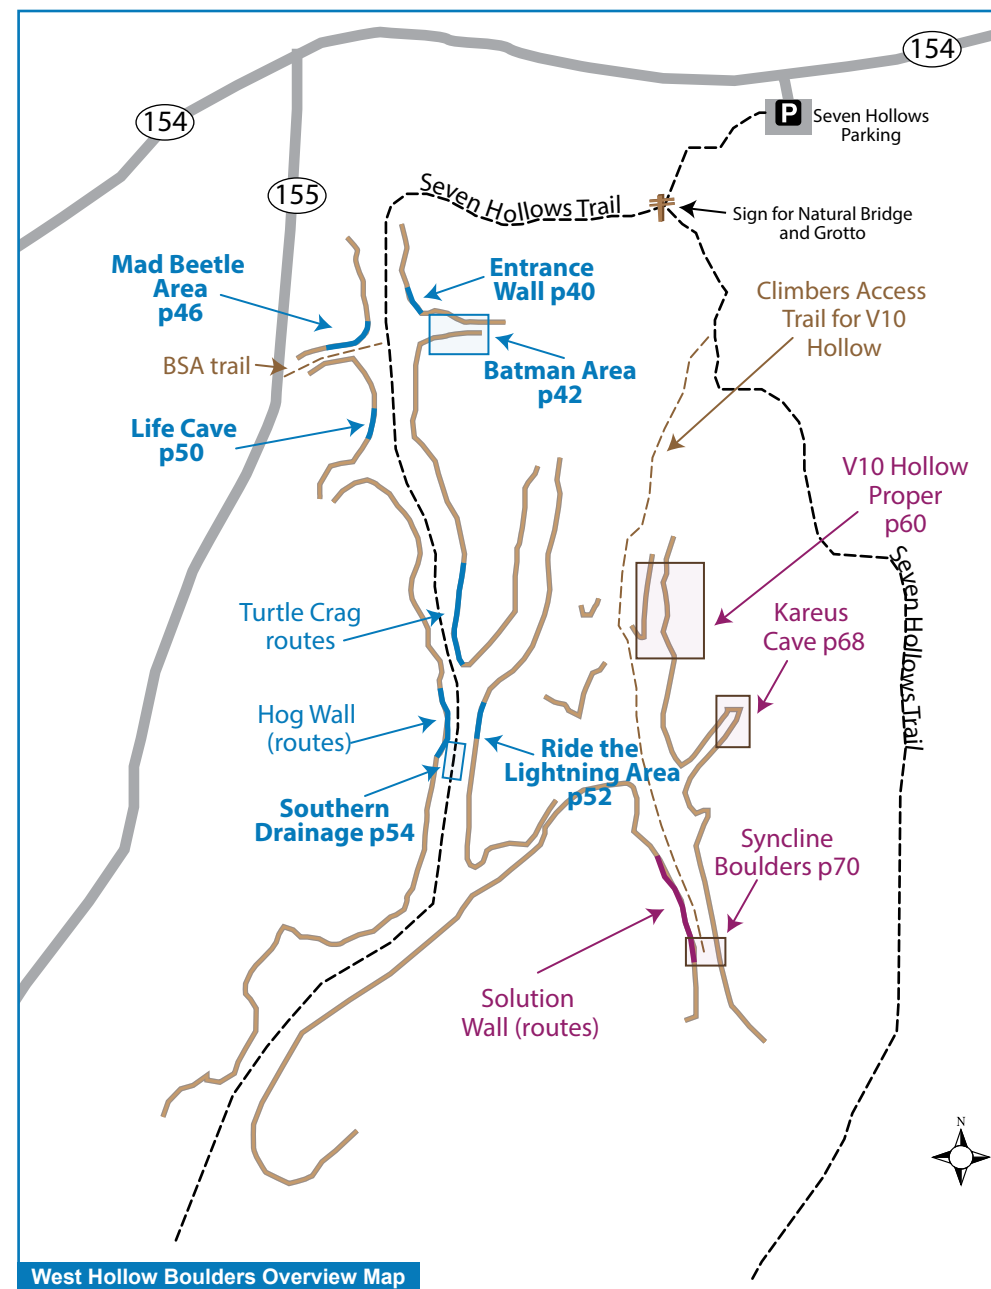 154
154
P
Seven Hollows
Parking
155
Seven Hollows Trail
Sign for Natural Bridge
and Grotto
Mad Beetle
Area
p46
Entrance
Wall p40
Climbers Access
Trail for V10
Hollow
BSA trail
Batman Area
p42
Life Cave
p50
V10 Hollow
Proper
p60
Seven Hollows Trail
Turtle Crag
routes
Kareus
Cave p68
Hog Wall
(routes)
Ride the
Lightning Area
p52
Southern
Drainage p54
Syncline
Boulders p70
Solution
Wall (routes)
N
West Hollow Boulders Overview Map